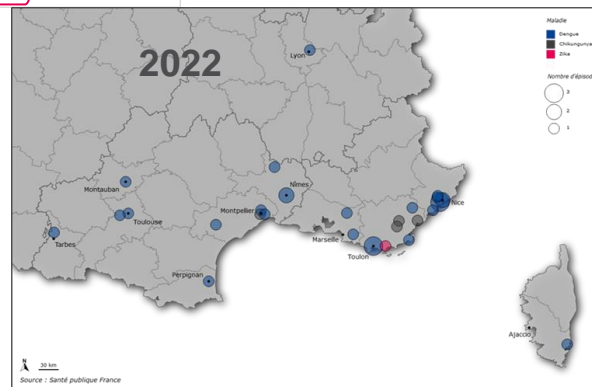 2022
Maladie
Dengue
Chikungunya
Zika
Nombre d'épisod
3
2
1
Lyon
Montauban
Nîmes
Montpellier
Nice
Toulouse
Tarbes
Marseille
Toulon
Perpignan
Ajaccio
N
20 km
Source : Santé publique France